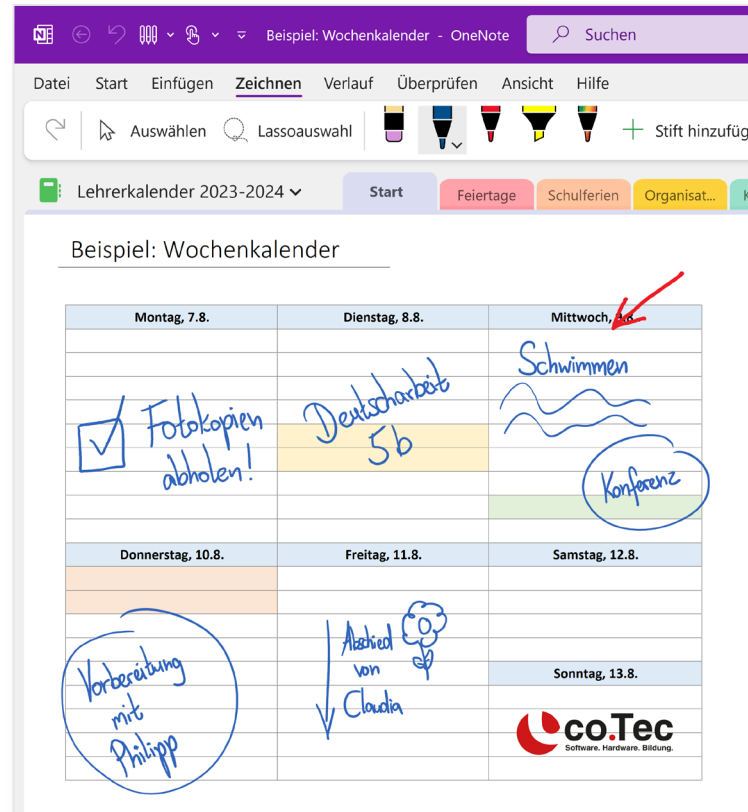 Beispiel: Wochenkalender - OneNote
Suchen
Datei Start Einfügen Zeichnen Verlauf Überprüfen Ansicht Hilfe
Auswählen Lassoauswahl Stift hinzufüg
Lehrerkalender 2023-2024 Start Feiertage Schulferien Organisat... K
Beispiel: Wochenkalender
Montag, 7.8. Dienstag, 8.8. Mittwoch, 9.8.
Fotokopien
abholen!
Deutscharbeit
5b
Schwimmen
Konferenz
Donnerstag, 10.8. Freitag, 11.8. Samstag, 12.8.
Vorbereitung
mit
Philipp
Abschied
von
Claudia
Sonntag, 13.8.
co.Tec
Software. Hardware. Bildung.